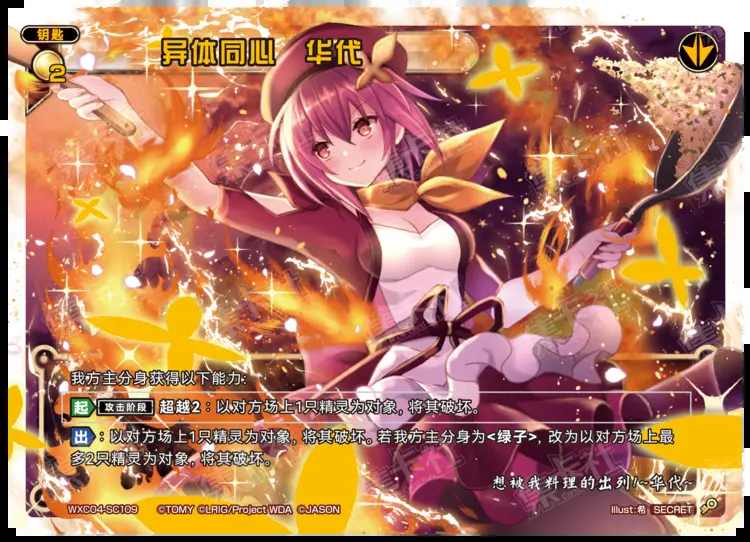 钥匙
2
异体同心 华代
我方主分身获得以下能力:
起 攻击阶段 超越2：以对方场上1只精灵为对象，将其破坏。
出：以对方场上1只精灵为对象，将其破坏。若我方主分身为<绿子>，改为以对方场上最
多2只精灵为对象，将其破坏。
想被我料理的出列!~华代~
WXC04-SC109 ©TOMY ©LRIG/Project WDA ©JASON Illust:希 SECRET
集卡社